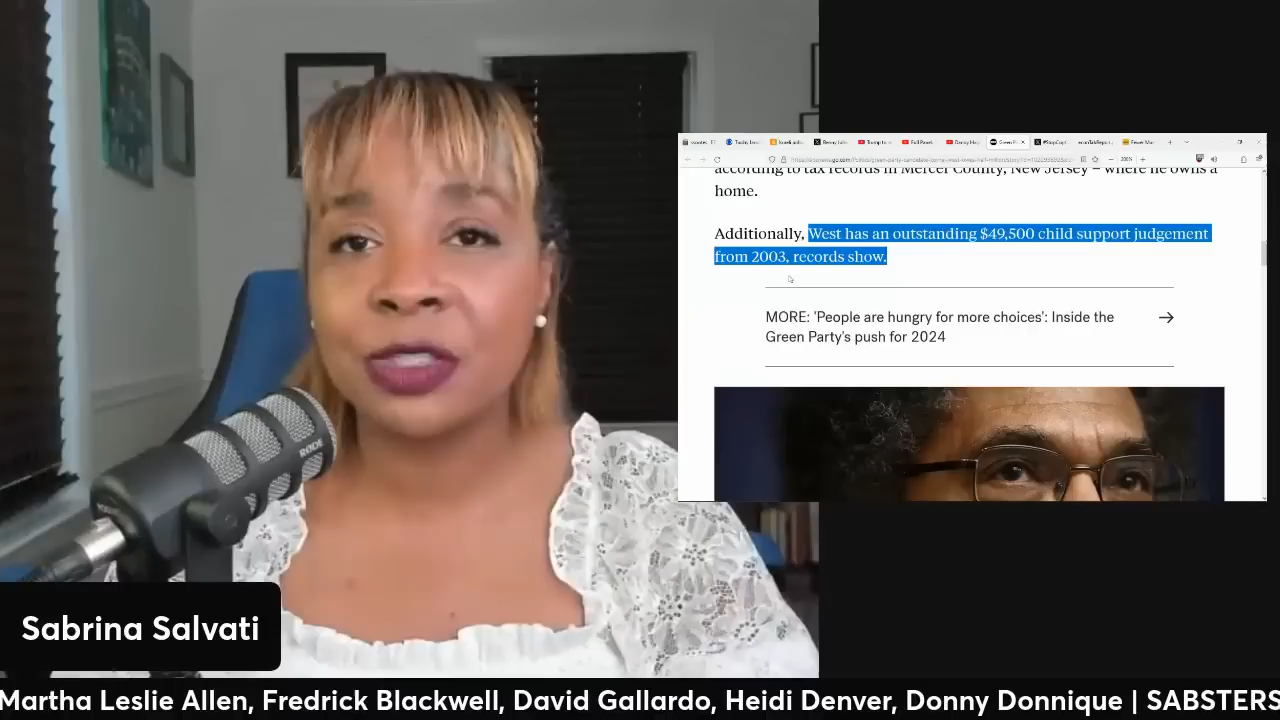 according to tax records in Mercer County, New Jersey – where he owns a
home.
Additionally, West has an outstanding $49,500 child support judgement
from 2003, records show.
MORE: 'People are hungry for more choices': Inside the
Green Party's push for 2024
RODE
Sabrina Salvati
Martha Leslie Allen, Fredrick Blackwell, David Gallardo, Heidi Denver, Donny Donnique | SABSTERS